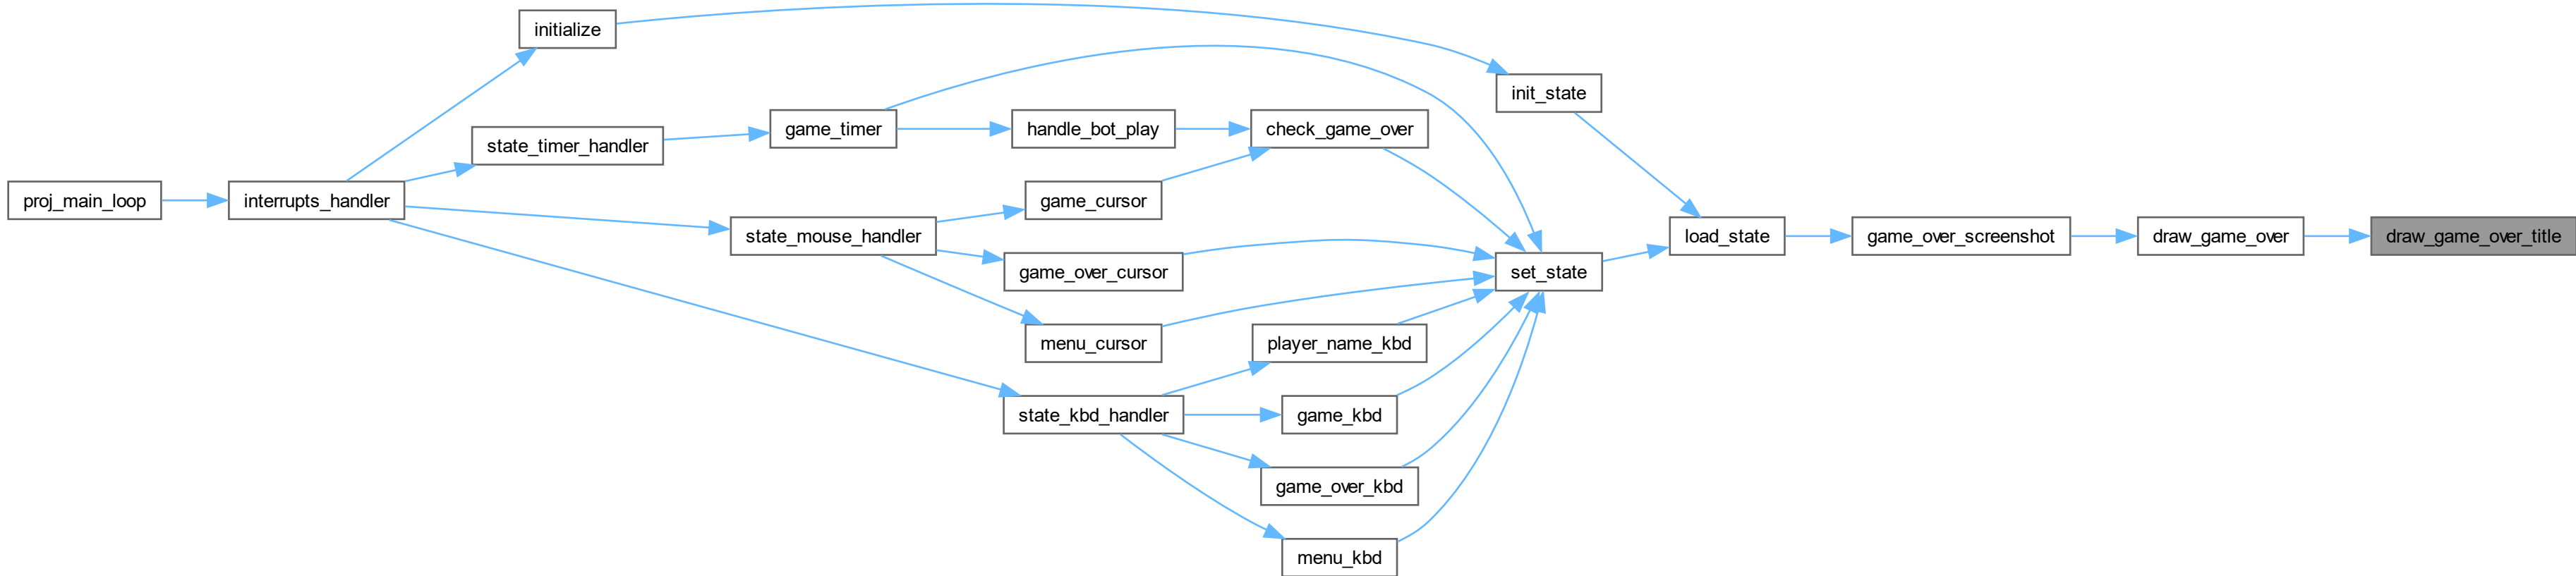 initialize
init_state
game_timer
handle_bot_play
check_game_over
state_timer_handler
proj_main_loop
interrupts_handler
game_cursor
state_mouse_handler
load_state
game_over_screenshot
draw_game_over
draw_game_over_title
game_over_cursor
set_state
menu_cursor
player_name_kbd
state_kbd_handler
game_kbd
game_over_kbd
menu_kbd